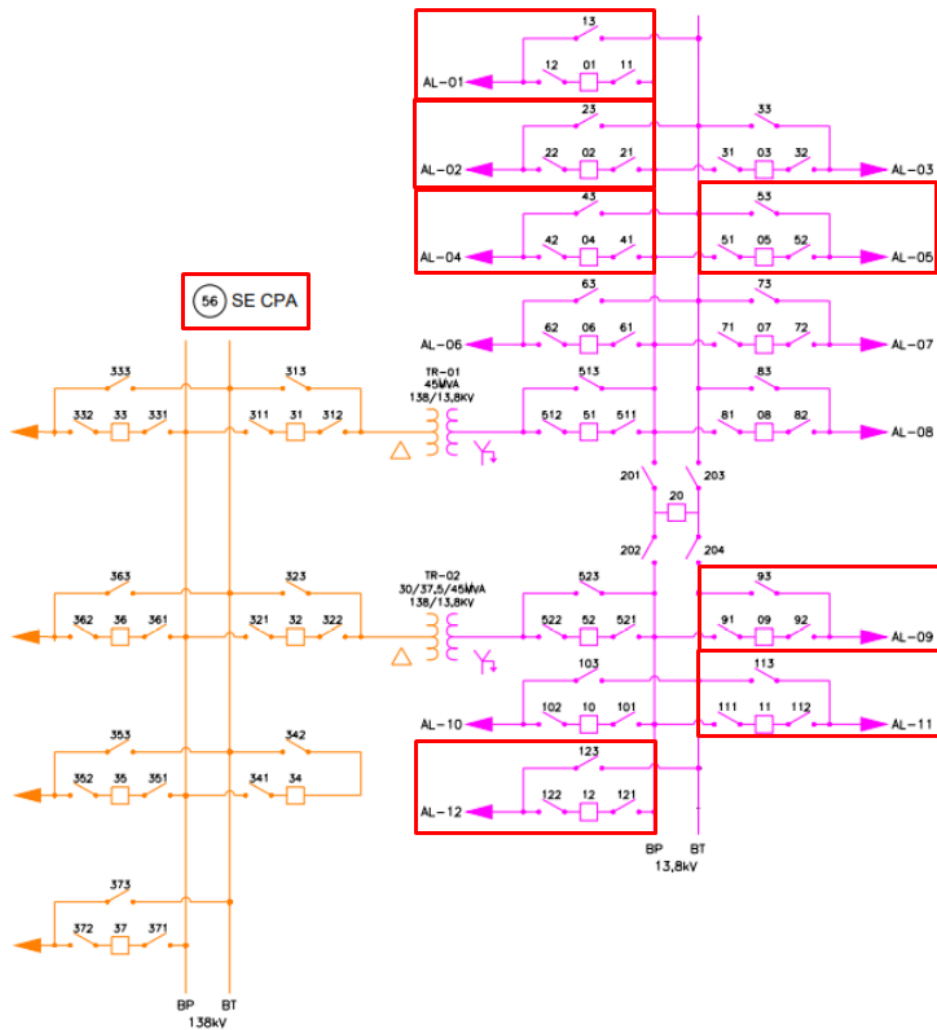 13
12 01 11
AL-01
23 33
22 02 21 31 03 32
AL-02 AL-03
43 53
42 04 41 51 05 52
AL-04 AL-05
56 SE CPA
63 73
62 06 61 71 07 72
AL-06 AL-07
333 313
TR-01
45MVA
138/13,8KV
513 83
332 33 331 311 31 312
512 51 511 81 08 82
AL-08
201 203
20
202 204
363 323
TR-02
30/37,5/45MVA
138/13,8KV
523 93
362 36 361 321 32 322
522 52 521 91 09 92
AL-09
103 113
102 10 101 111 11 112
AL-10 AL-11
353 342
123
352 35 351 341 34
122 12 121
AL-12
BP BT
13,8kV
373
372 37 371
BP BT
138kV